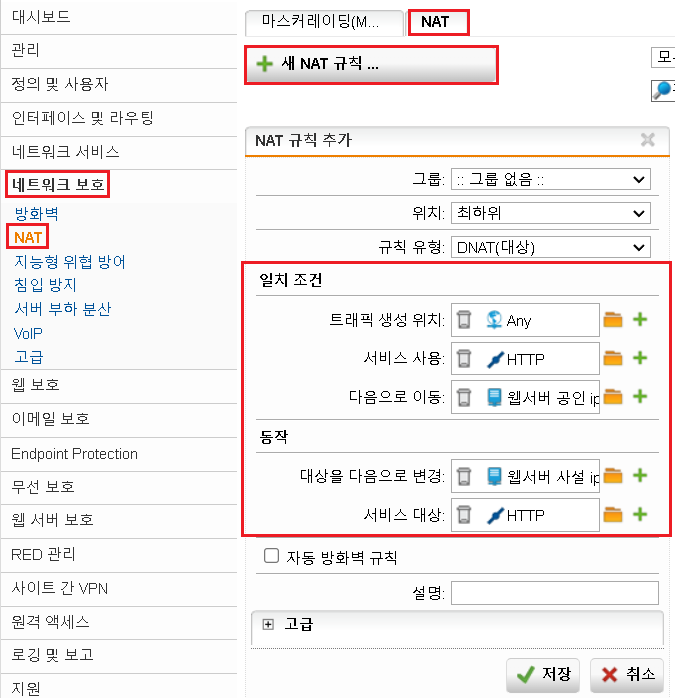 대시보드
관리
정의 및 사용자
인터페이스 및 라우팅
네트워크 서비스
네트워크 보호
방화벽
NAT
지능형 위협 방어
침입 방지
서버 부하 분산
VoIP
고급
웹 보호
이메일 보호
Endpoint Protection
무선 보호
웹 서버 보호
RED 관리
사이트 간 VPN
원격 액세스
로깅 및 보고
지원
마스커레이딩(M...
NAT
새 NAT 규칙 ...
모
NAT 규칙 추가
그룹: :: 그룹 없음 ::
위치: 최하위
규칙 유형: DNAT(대상)
일치 조건
트래픽 생성 위치: Any
서비스 사용: HTTP
다음으로 이동: 웹서버 공인 ip
동작
대상을 다음으로 변경: 웹서버 사설 ip
서비스 대상: HTTP
자동 방화벽 규칙
설명:
고급
저장 취소